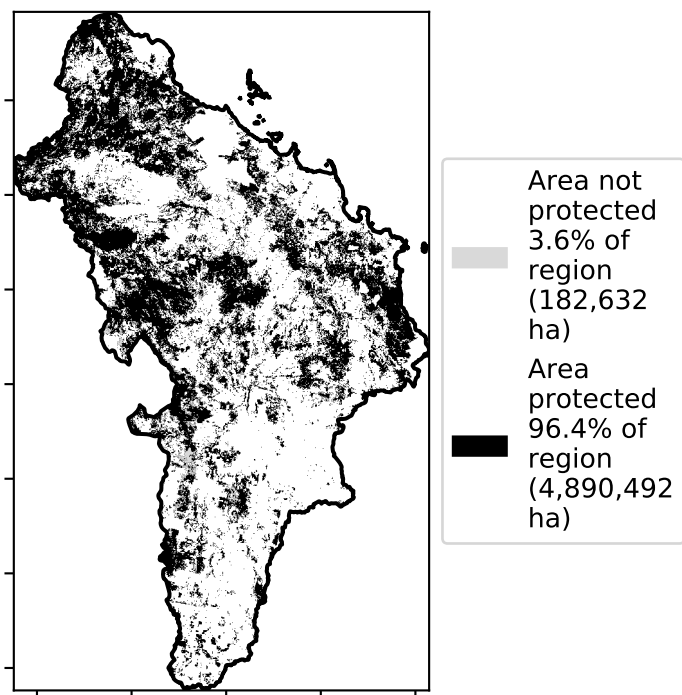 Area not
protected
3.6% of
region
(182,632
ha)
Area
protected
96.4% of
region
(4,890,492
ha)